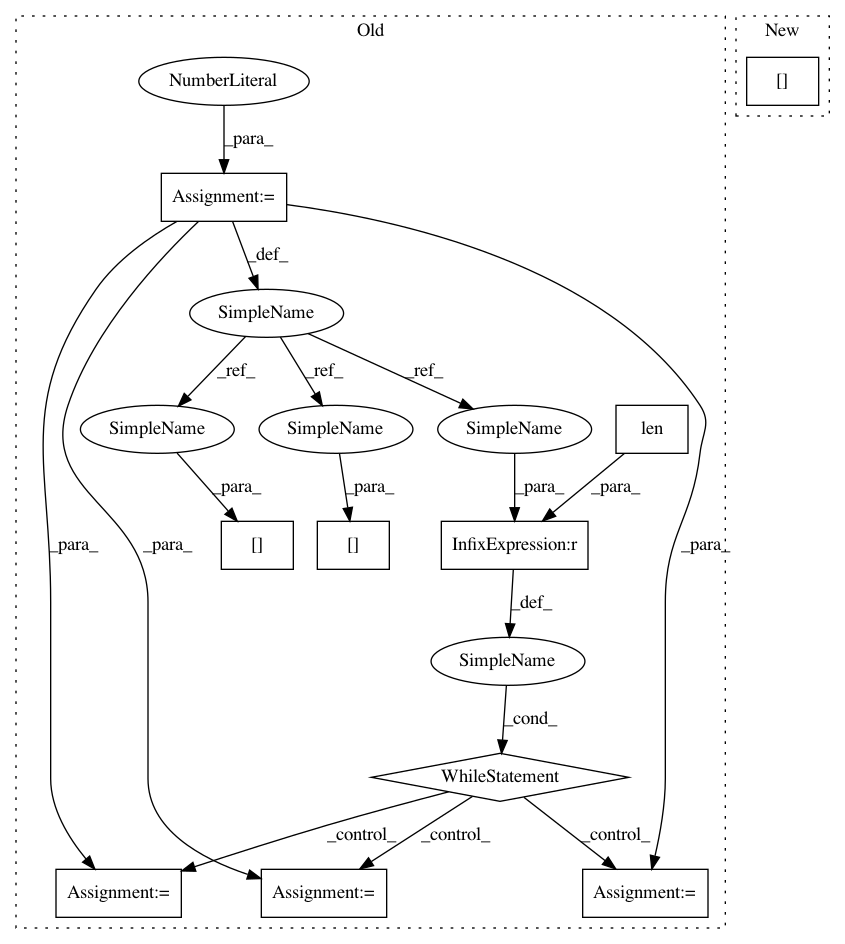 Old
New
NumberLiteral
[]
_para_
Assignment:=
_def_
SimpleName
_ref_
_ref_
_ref_
SimpleName
SimpleName
SimpleName
len
_para_
_para_
_para_
_para_
_para_
_para_
_para_
[]
[]
InfixExpression:r
_def_
SimpleName
_cond_
WhileStatement
_control_
_control_
_control_
Assignment:=
Assignment:=
Assignment:=